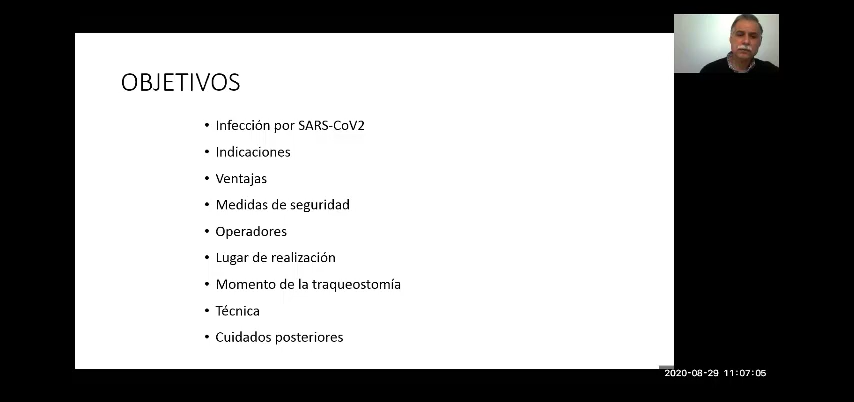 OBJETIVOS
• Infección por SARS-CoV2
• Indicaciones
• Ventajas
• Medidas de seguridad
• Operadores
• Lugar de realización
• Momento de la traqueostomía
• Técnica
• Cuidados posteriores
2020-08-29 11:07:05